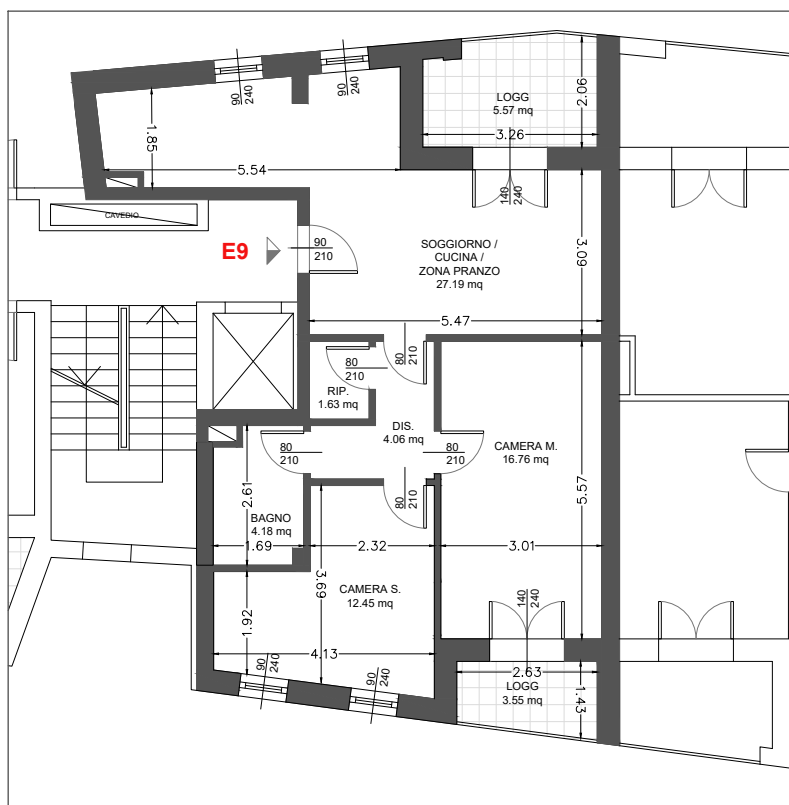 90
240
90
240
LOGG
5.57 mq
2.06
3.26
1.85
5.54
140
240
CAVEDIO
E9
90
210
SOGGIORNO /
CUCINA /
ZONA PRANZO
27.19 mq
3.09
5.47
80
210
80
210
RIP.
1.63 mq
DIS.
4.06 mq
80
210
80
210
CAMERA M.
16.76 mq
5.57
80
210
2.61
BAGNO
4.18 mq
1.69
2.32
3.01
3.69
CAMERA S.
12.45 mq
1.92
4.13
140
240
90
240
90
240
2.63
LOGG
3.55 mq
1.43